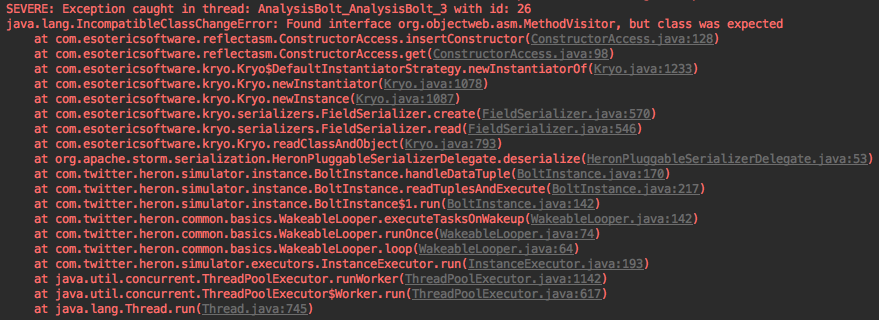 SEVERE: Exception caught in thread: AnalysisBolt_AnalysisBolt_3 with id: 26
java.lang.IncompatibleClassChangeError: Found interface org.objectweb.asm.MethodVisitor, but class was expected
at com.esotericsoftware.reflectasm.ConstructorAccess.insertConstructor(ConstructorAccess.java:128)
at com.esotericsoftware.reflectasm.ConstructorAccess.get(ConstructorAccess.java:98)
at com.esotericsoftware.kryo.Kryo$DefaultInstantiatorStrategy.newInstantiatorOf(Kryo.java:1233)
at com.esotericsoftware.kryo.Kryo.newInstantiator(Kryo.java:1078)
at com.esotericsoftware.kryo.Kryo.newInstance(Kryo.java:1087)
at com.esotericsoftware.kryo.serializers.FieldSerializer.create(FieldSerializer.java:570)
at com.esotericsoftware.kryo.serializers.FieldSerializer.read(FieldSerializer.java:546)
at com.esotericsoftware.kryo.Kryo.readClassAndObject(Kryo.java:793)
at org.apache.storm.serialization.HeronPluggableSerializerDelegate.deserialize(HeronPluggableSerializerDelegate.java:53)
at com.twitter.heron.simulator.instance.BoltInstance.handleDataTuple(BoltInstance.java:170)
at com.twitter.heron.simulator.instance.BoltInstance.readTuplesAndExecute(BoltInstance.java:217)
at com.twitter.heron.simulator.instance.BoltInstance$1.run(BoltInstance.java:142)
at com.twitter.heron.common.basics.WakeableLooper.executeTasksOnWakeup(WakeableLooper.java:142)
at com.twitter.heron.common.basics.WakeableLooper.runOnce(WakeableLooper.java:74)
at com.twitter.heron.common.basics.WakeableLooper.loop(WakeableLooper.java:64)
at com.twitter.heron.simulator.executors.InstanceExecutor.run(InstanceExecutor.java:193)
at java.util.concurrent.ThreadPoolExecutor.runWorker(ThreadPoolExecutor.java:1142)
at java.util.concurrent.ThreadPoolExecutor$Worker.run(ThreadPoolExecutor.java:617)
at java.lang.Thread.run(Thread.java:745)